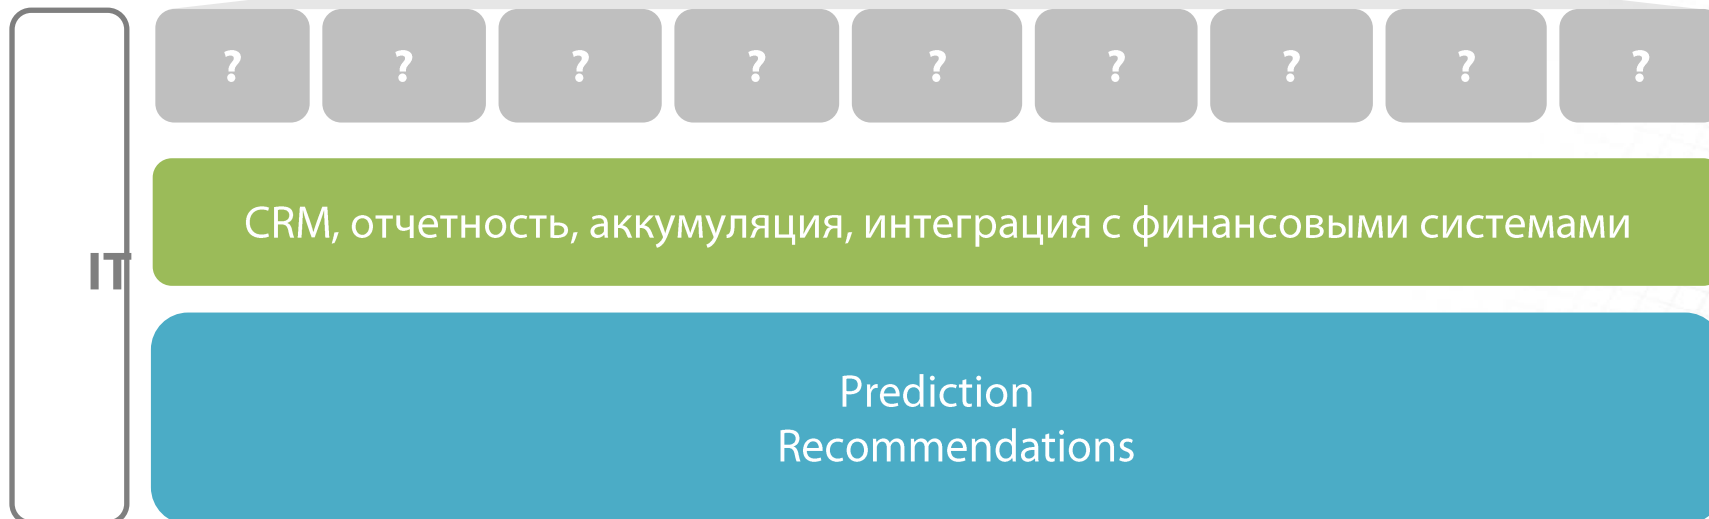 ? ? ? ? ? ? ? ? ?
CRM, отчетность, аккумуляция, интеграция с финансовыми системами
IT
Prediction
Recommendations